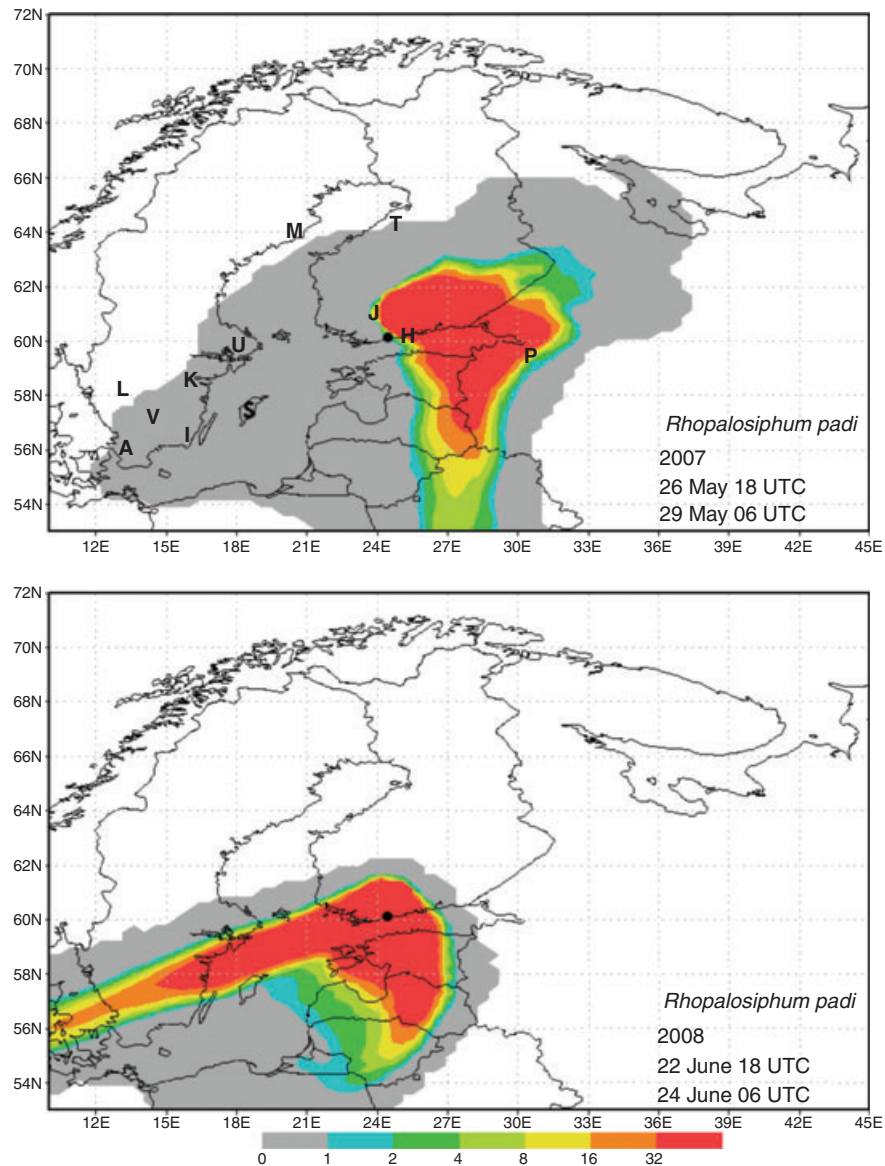 72N
70N
68N
66N
64N
62N
60N
58N
56N
54N
M
T
J
H
U
P
L
K
V
S
I
A
Rhopalosiphum padi
2007
26 May 18 UTC
29 May 06 UTC
12E 15E 18E 21E 24E 27E 30E 33E 36E 39E 42E 45E
72N
70N
68N
66N
64N
62N
60N
58N
56N
54N
Rhopalosiphum padi
2008
22 June 18 UTC
24 June 06 UTC
12E 15E 18E 21E 24E 27E 30E 33E 36E 39E 42E 45E
0 1 2 4 8 16 32